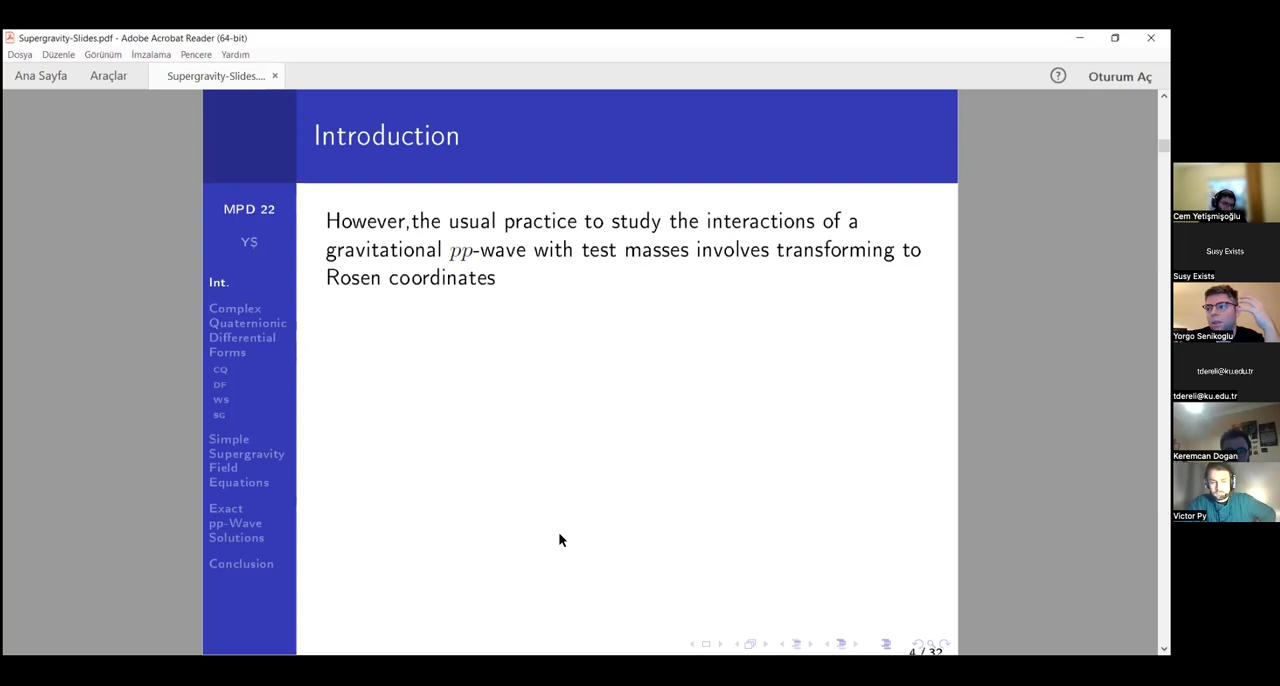 Supergravity-Slides.pdf - Adobe Acrobat Reader (64-bit)
Dosya Düzenle Görünüm İmzalama Pencere Yardım
Ana Sayfa Araçlar Supergravity-Slides.... × ? Oturum Aç
Introduction
MPD 22
YŞ
Int.
Complex
Quaternionic
Differential
Forms
CQ
DF
WS
SG
Simple
Supergravity
Field
Equations
Exact
pp-Wave
Solutions
Conclusion
However,the usual practice to study the interactions of a
gravitational pp-wave with test masses involves transforming to
Rosen coordinates
4 / 32
Cem Yetişmişoğlu
Susy Exists
Susy Exists
Yorgo Senikoglu
tdereli@ku.edu.tr
tdereli@ku.edu.tr
Keremcan Dogan
Victor Py